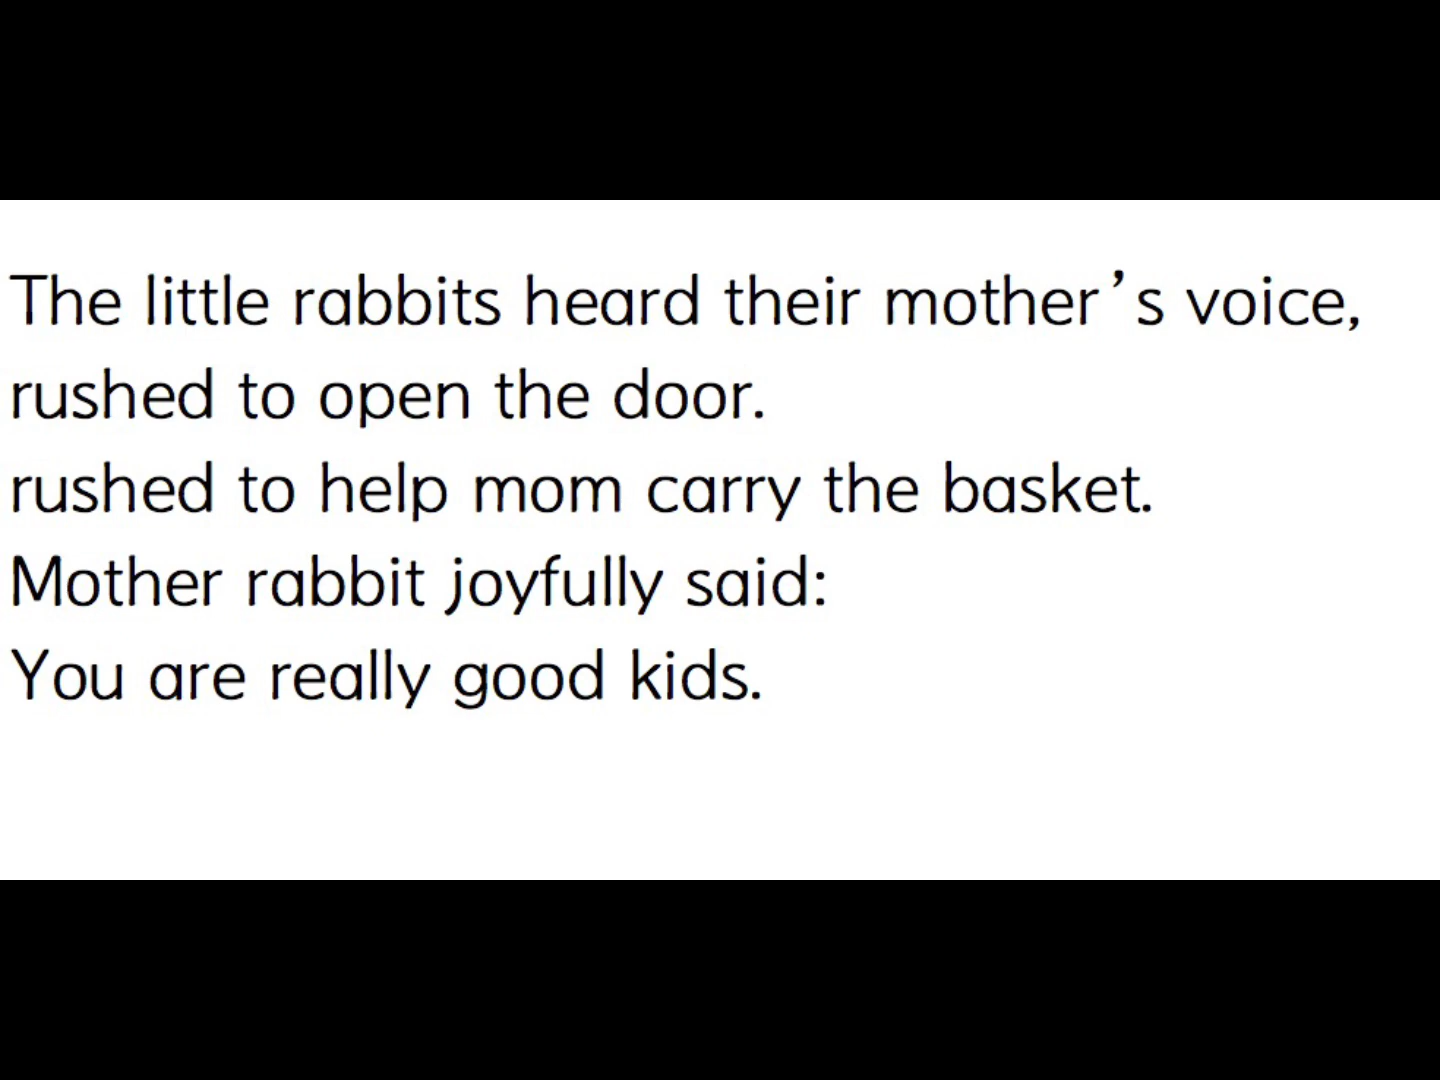 The little rabbits heard their mother’s voice,
rushed to open the door.
rushed to help mom carry the basket.
Mother rabbit joyfully said:
You are really good kids.